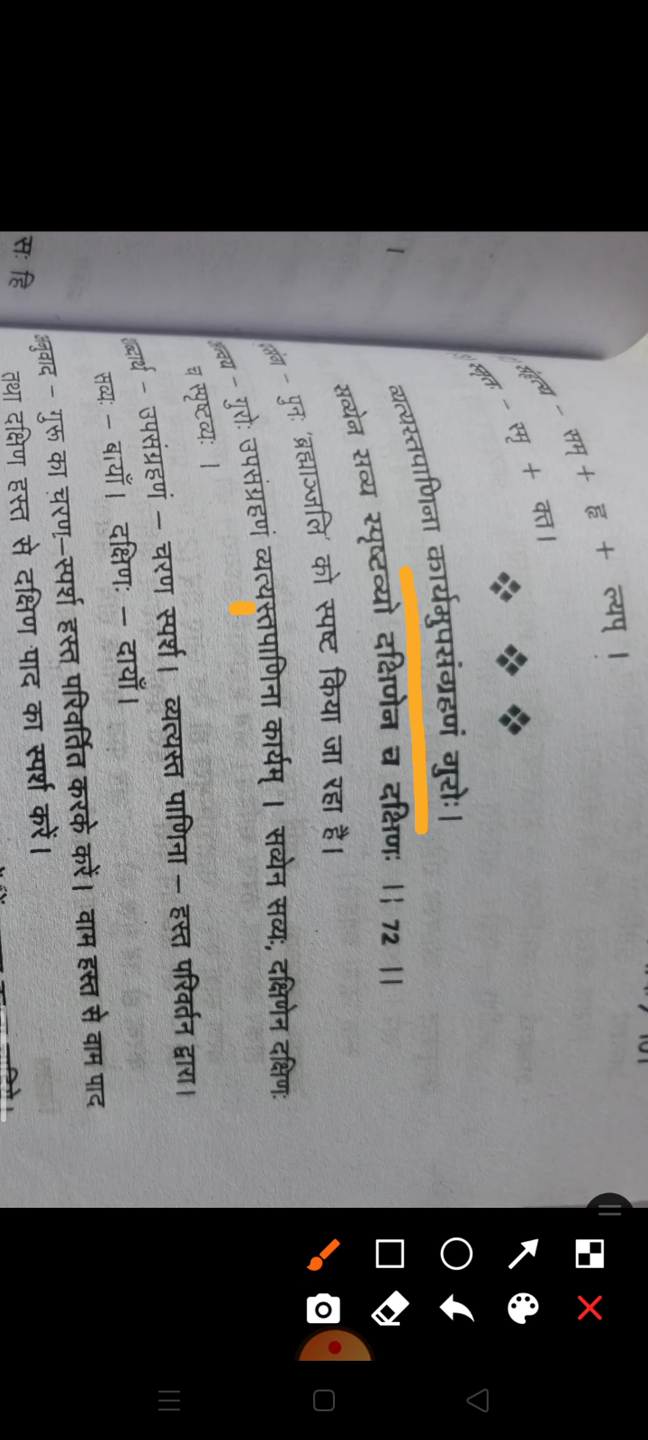 सम् + हृ + ल्यप् ।
सृ + क्त ।
व्यत्यस्तपाणिना कार्यमुपसंग्रहणं गुरोः ।
सव्येन सव्य स्प्रष्टव्यो दक्षिणेन च दक्षिणः ।। 72 ।।
- पुनः 'ब्रह्माञ्जलि' को स्पष्ट किया जा रहा है ।
- गुरोः उपसंग्रहणं व्यत्यस्तपाणिना कार्यम् । सव्येन सव्यः, दक्षिणेन दक्षिणः
च स्प्रष्टव्यः ।
- उपसंग्रहणं - चरण स्पर्श । व्यत्यस्त पाणिना - हस्त परिवर्तन द्वारा ।
सव्यः - बायाँ । दक्षिणः - दायाँ ।
अनुवाद - गुरु का चरण-स्पर्श हस्त परिवर्तित करके करें । वाम हस्त से वाम पाद
तथा दक्षिण हस्त से दक्षिण पाद का स्पर्श करे ।
सः हि